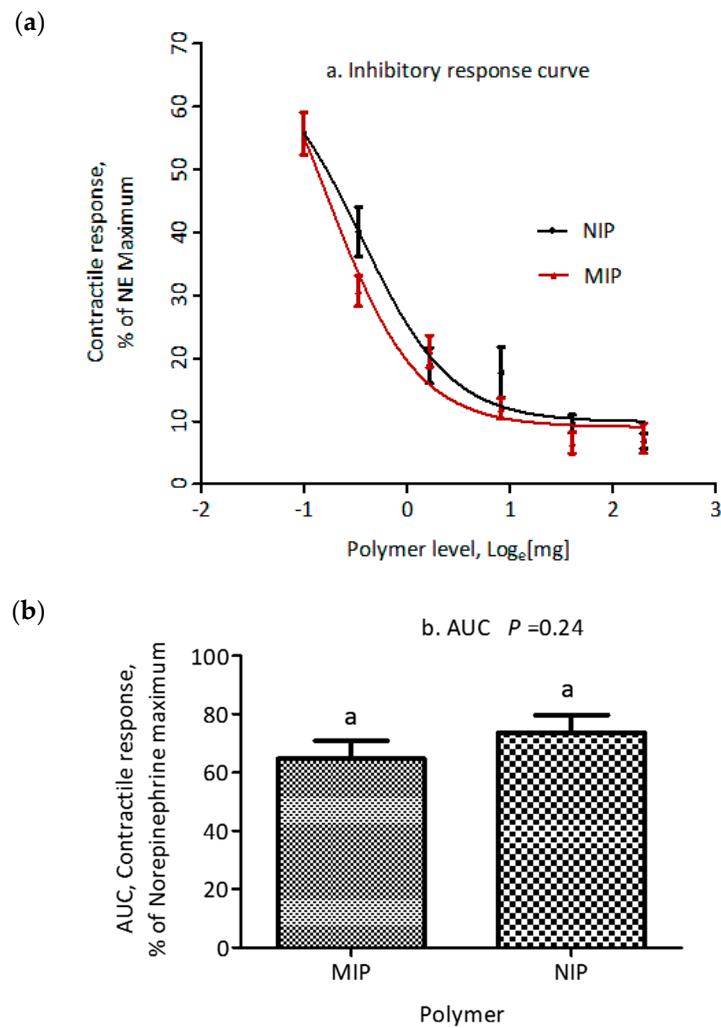 (a)
a. Inhibitory response curve
Contractile response,
% of NE Maximum
70
60
50
40
30
20
10
0
NIP
MIP
-2 -1 0 1 2 3
Polymer level, Logₑ[mg]
(b)
b. AUC P =0.24
AUC, Contractile response,
% of Norepinephrine maximum
100
80
60
40
20
0
a a
MIP NIP
Polymer